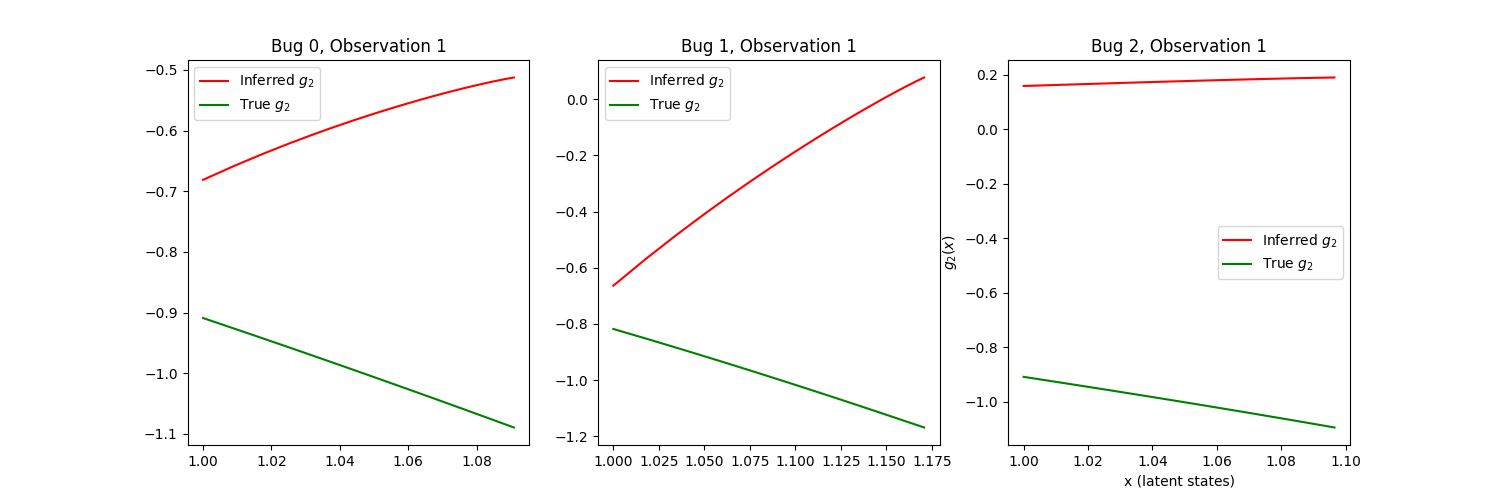 Bug 0, Observation 1
−0.5
−0.6
−0.7
−0.8
−0.9
−1.0
−1.1
1.00 1.02 1.04 1.06 1.08
Inferred g₂
True g₂
Bug 1, Observation 1
0.0
−0.2
−0.4
−0.6
−0.8
−1.0
−1.2
1.000 1.025 1.050 1.075 1.100 1.125 1.150 1.175
Inferred g₂
True g₂
Bug 2, Observation 1
g₂(x)
0.2
0.0
−0.2
−0.4
−0.6
−0.8
−1.0
1.00 1.02 1.04 1.06 1.08 1.10
x (latent states)
Inferred g₂
True g₂